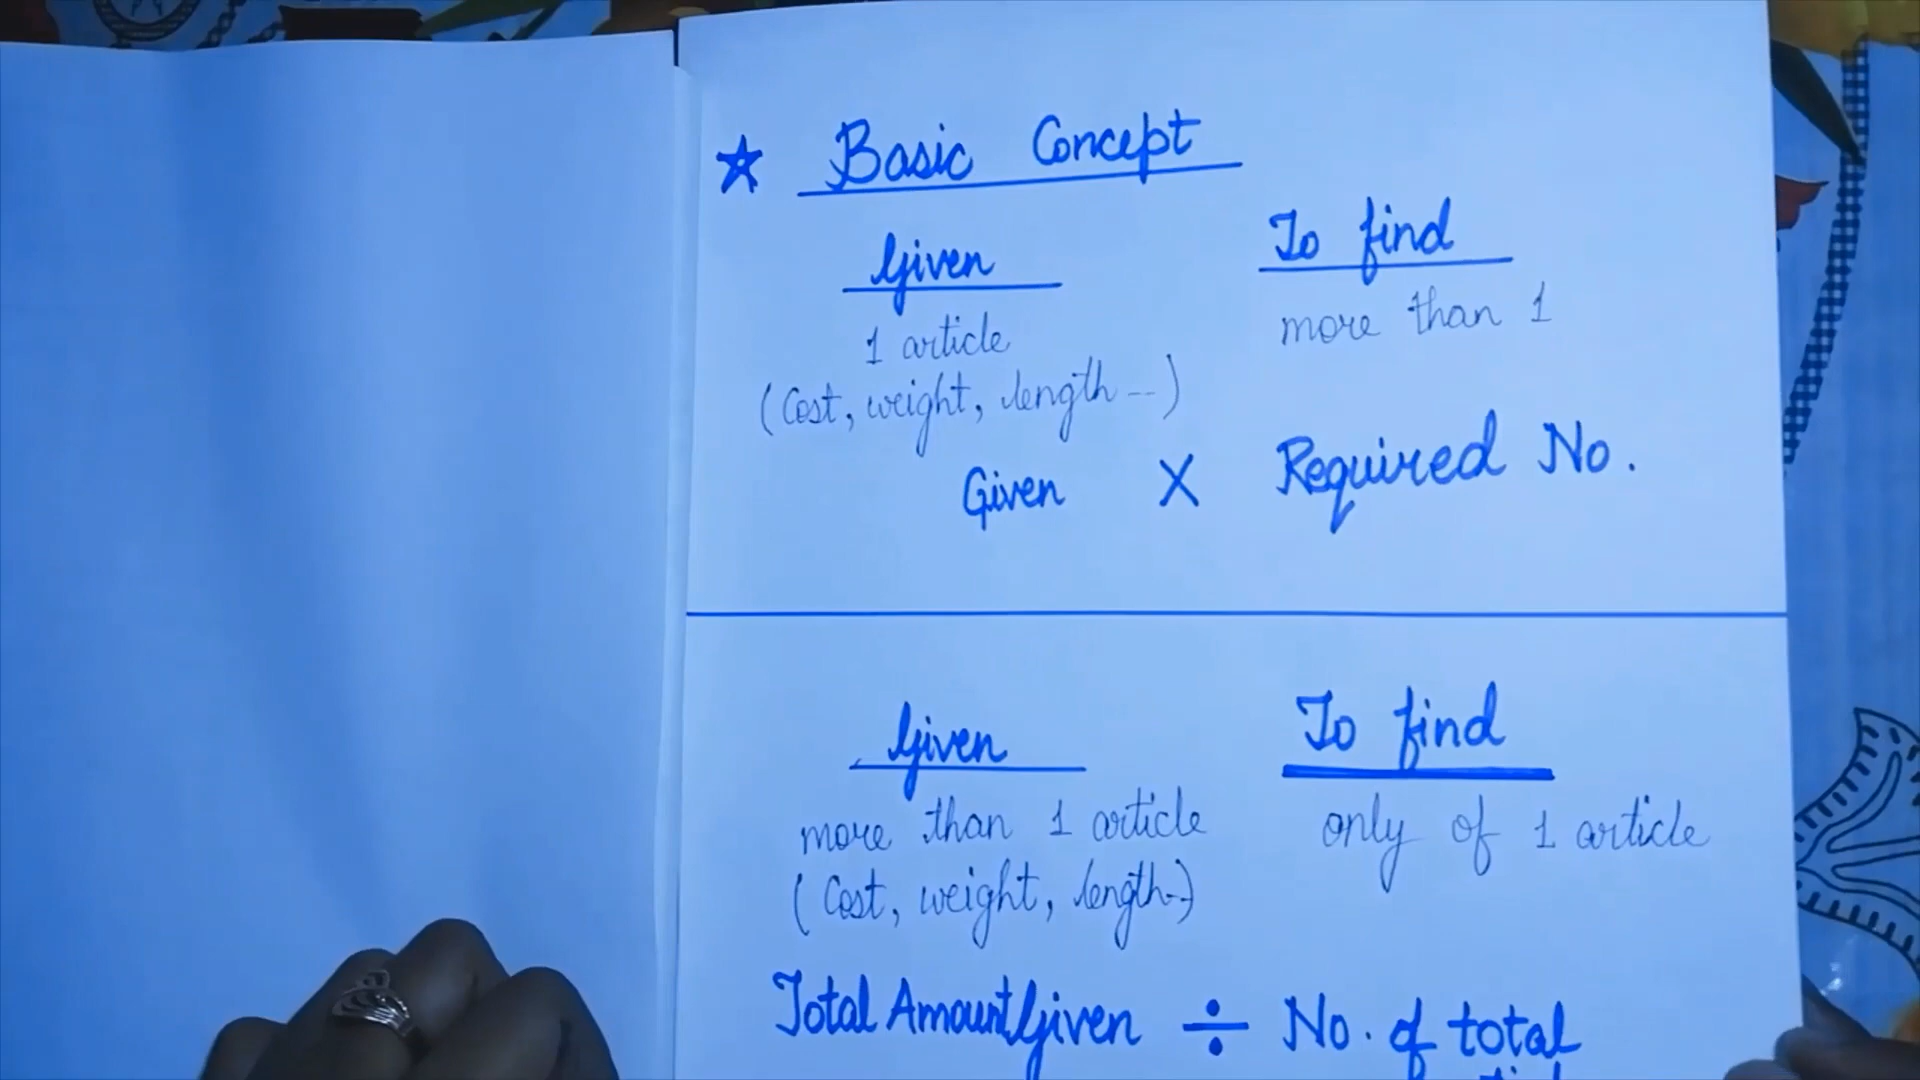 ☆ Basic Concept
Given To find
1 article more than 1
(Cost, weight, length --)
Given X Required No.
Given To find
more than 1 article only of 1 article
(Cost, weight, length-)
Total Amount Given ÷ No. of total